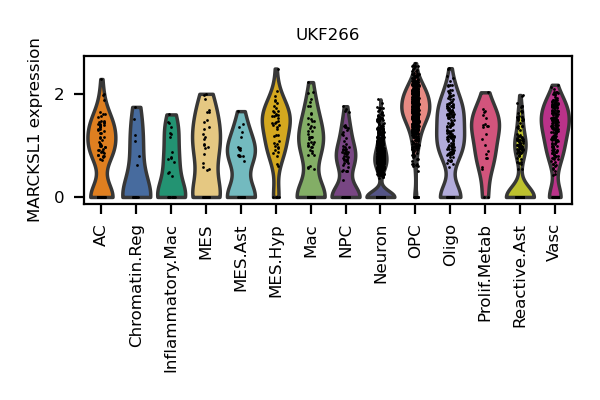 UKF266
MARCKSL1 expression
2
0
AC
Chromatin.Reg
Inflammatory.Mac
MES
MES.Ast
MES.Hyp
Mac
NPC
Neuron
OPC
Oligo
Prolif.Metab
Reactive.Ast
Vasc